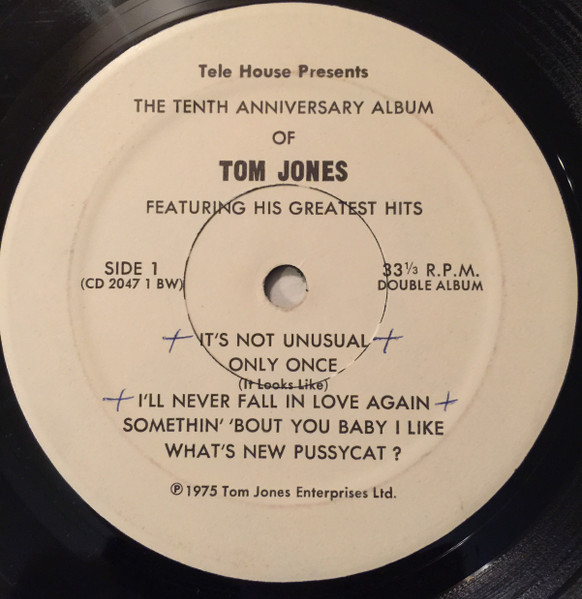 Tele House Presents
THE TENTH ANNIVERSARY ALBUM
OF
TOM JONES
FEATURING HIS GREATEST HITS
SIDE 1 33⅓ R.P.M.
(CD 2047 1 BW) DOUBLE ALBUM
+ IT'S NOT UNUSUAL +
ONLY ONCE
(It Looks Like)
+ I'LL NEVER FALL IN LOVE AGAIN +
SOMETHIN' 'BOUT YOU BABY I LIKE
WHAT'S NEW PUSSYCAT ?
℗ 1975 Tom Jones Enterprises Ltd.